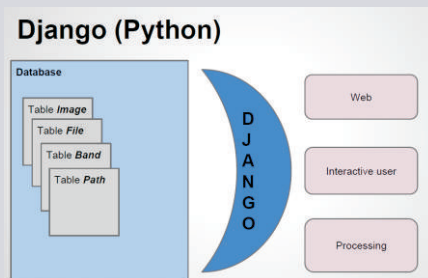 Django (Python)
Database
Table Image
Table File
Table Band
Table Path
D
J
A
N
G
O
Web
Interactive user
Processing